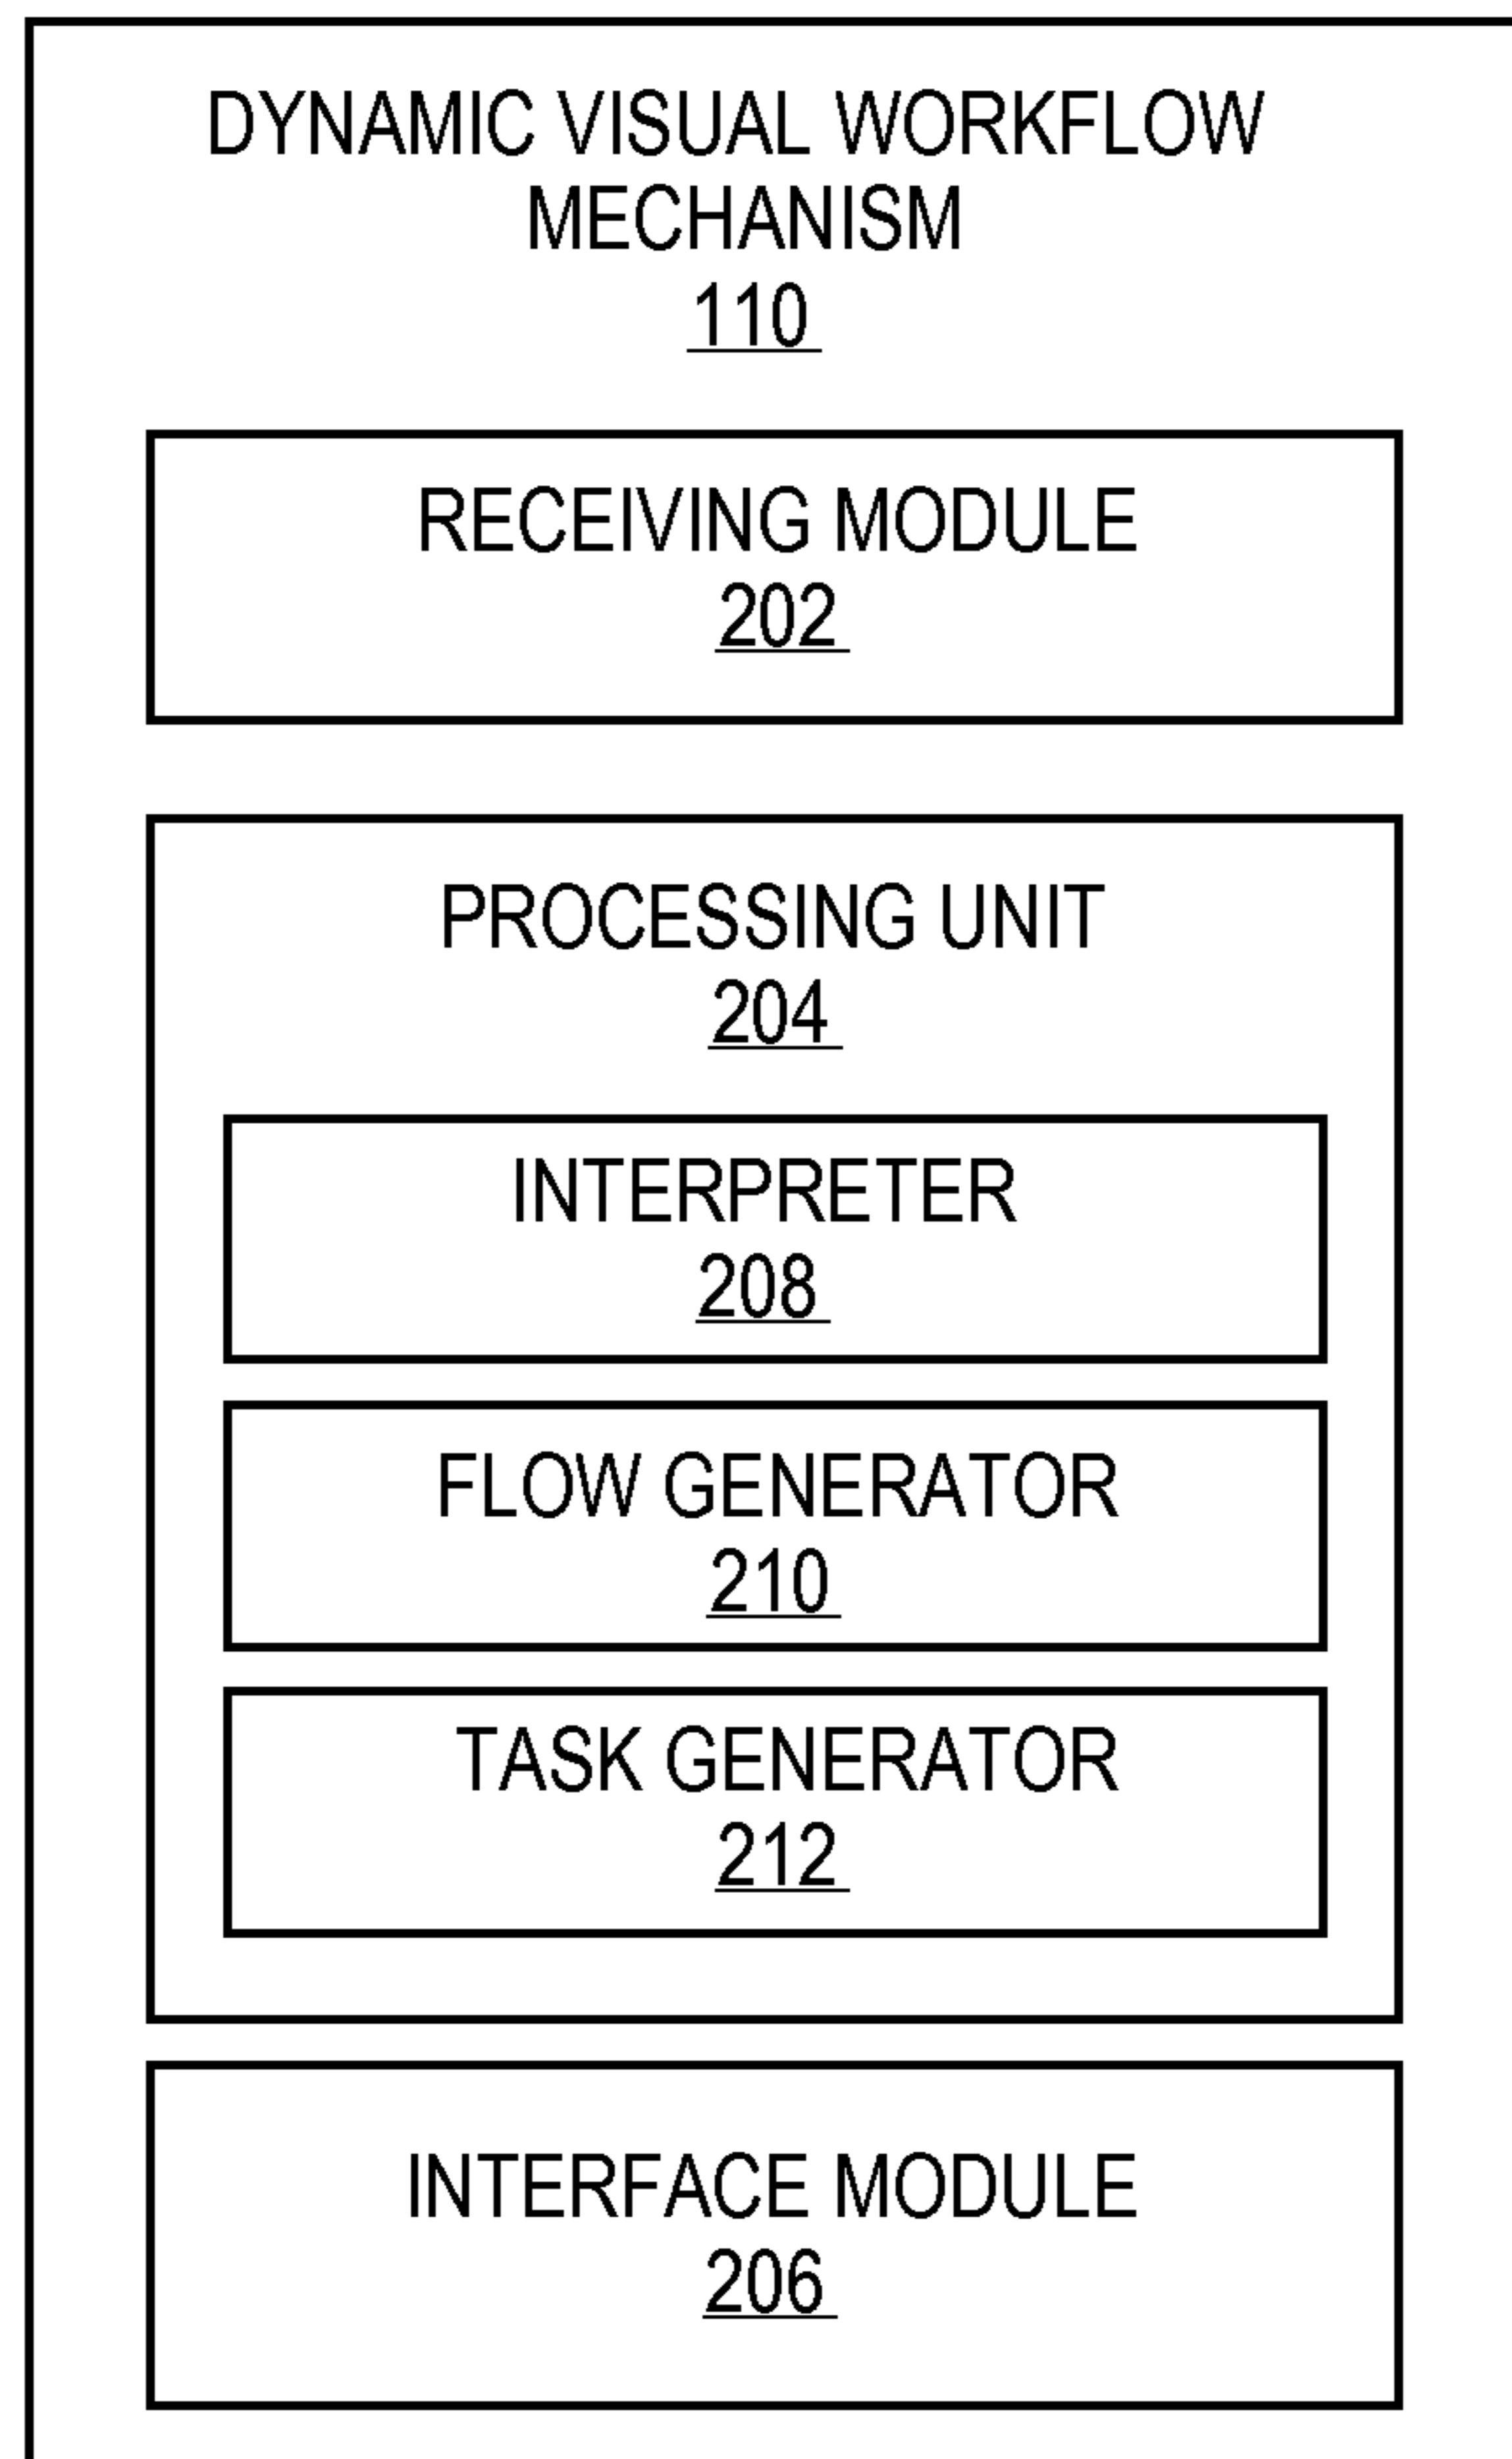 DYNAMIC VISUAL WORKFLOW
MECHANISM
110
RECEIVING MODULE
202
PROCESSING UNIT
204
INTERPRETER
208
FLOW GENERATOR
210
TASK GENERATOR
212
INTERFACE MODULE
206